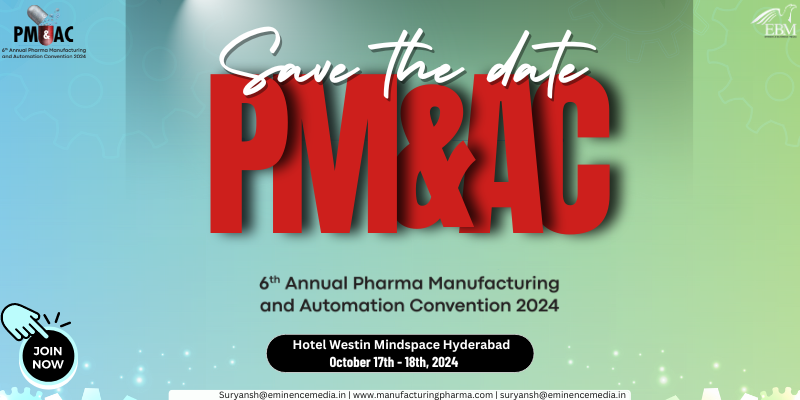 PM&AC
6th Annual Pharma Manufacturing
and Automation Convention 2024
EBM
Save the date
PM&AC
6th Annual Pharma Manufacturing
and Automation Convention 2024
JOIN
NOW
Hotel Westin Mindspace Hyderabad
October 17th - 18th, 2024
Suryansh@eminencemedia.in | www.manufacturingpharma.com | suryansh@eminencemedia.in